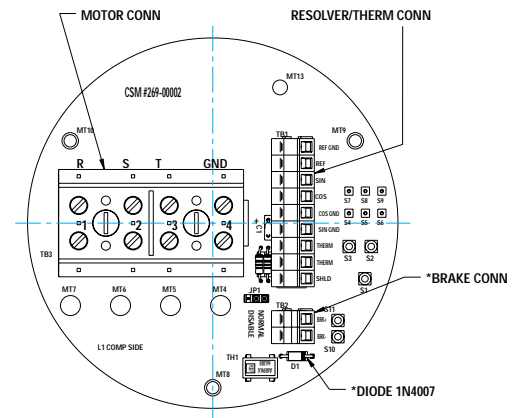 MOTOR CONN
RESOLVER/THERM CONN
MT13
CSM #269-00002
MT10
TB1
MT9
REF GND
R S T GND
REF
SIN
COS
S7 S8 S9
COS GND
S4 S5 S6
+
C1
SIN GND
1 2 3 4
THERM
S3 S2
TB3
THERM
SHLD
S1
*BRAKE CONN
MT7 MT6 MT5 MT4
JP1
NORMAL
DISABLE
TB2
S11
BRK+
BRK-
S10
L1 COMP SIDE
TH1
D1
MT8
*DIODE 1N4007